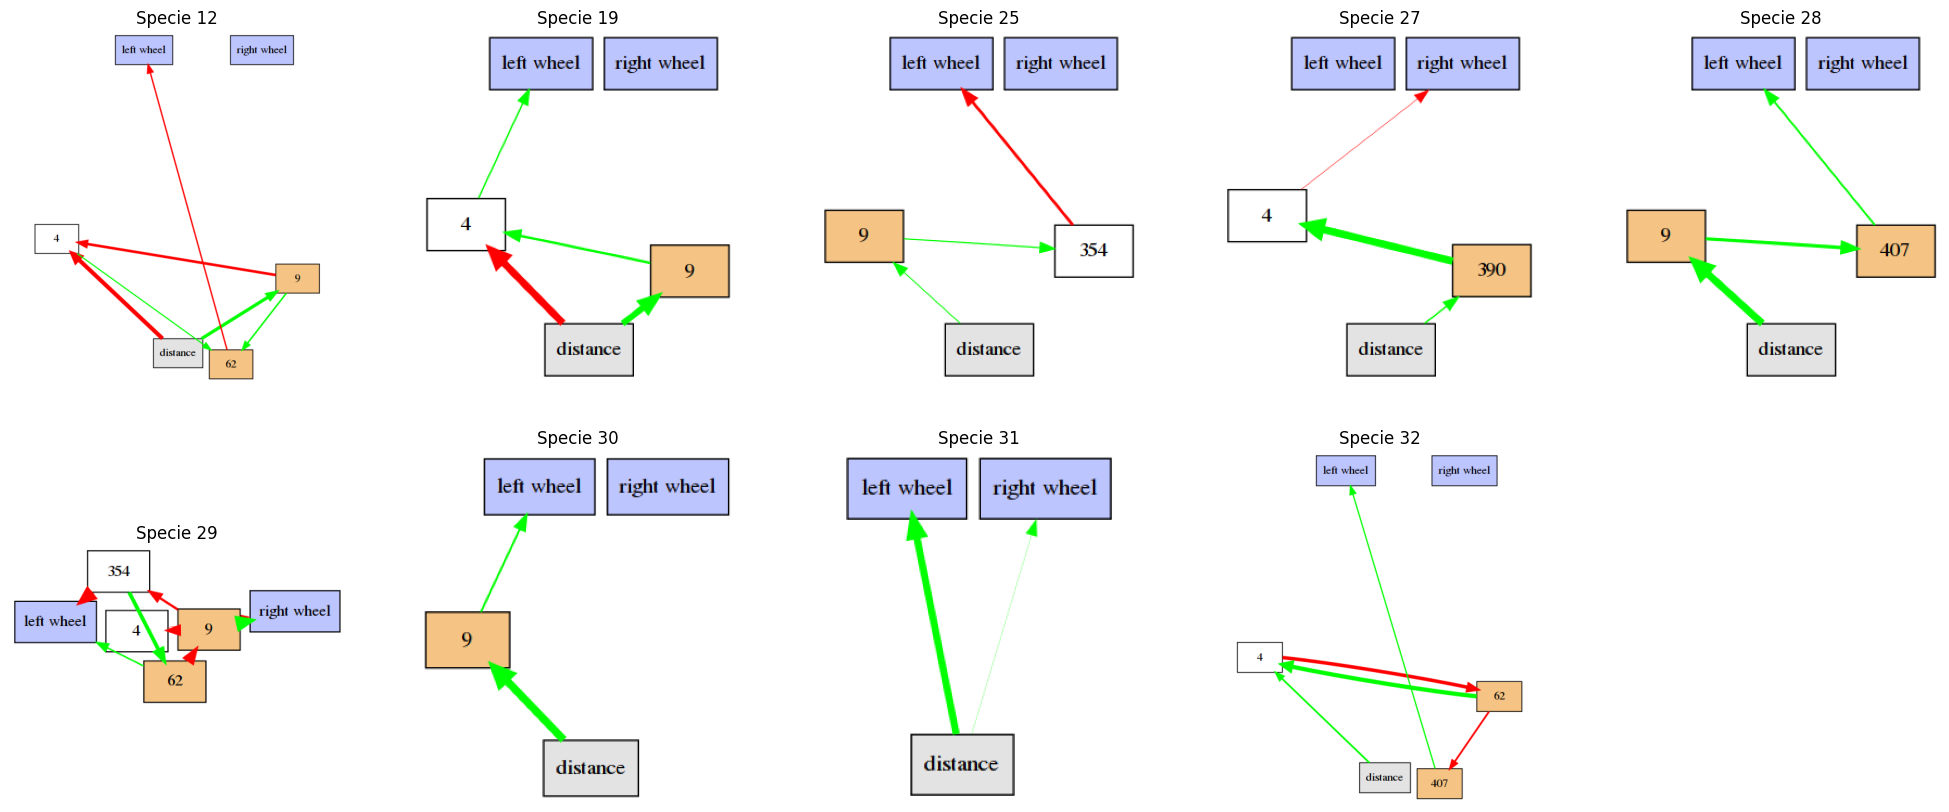 Specie 12
left wheel
right wheel
4
9
distance
62
Specie 19
left wheel
right wheel
4
9
distance
Specie 25
left wheel
right wheel
9
354
distance
Specie 27
left wheel
right wheel
4
390
distance
Specie 28
left wheel
right wheel
9
407
distance
Specie 29
354
left wheel
4
9
right wheel
62
Specie 30
left wheel
right wheel
9
distance
Specie 31
left wheel
right wheel
distance
Specie 32
left wheel
right wheel
4
62
distance
407